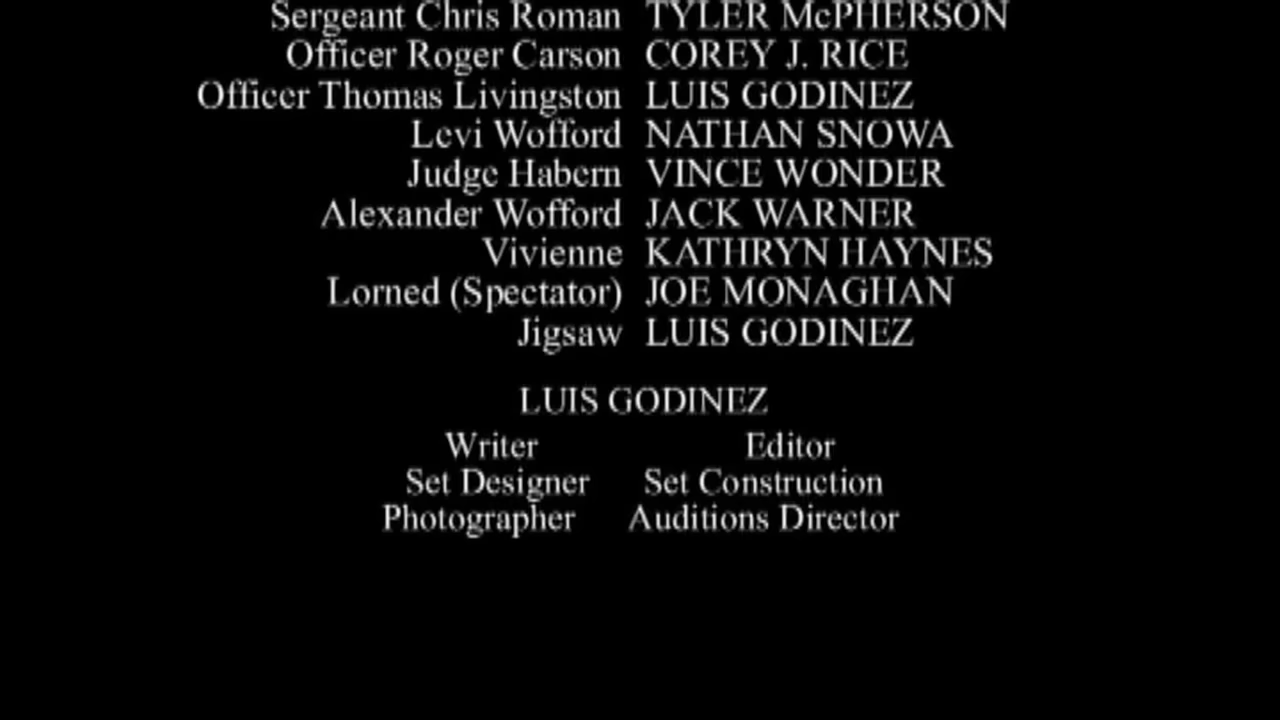 Sergeant Chris Roman TYLER McPHERSON
Officer Roger Carson COREY J. RICE
Officer Thomas Livingston LUIS GODINEZ
Levi Wofford NATHAN SNOWA
Judge Habern VINCE WONDER
Alexander Wofford JACK WARNER
Vivienne KATHRYN HAYNES
Lorned (Spectator) JOE MONAGHAN
Jigsaw LUIS GODINEZ
LUIS GODINEZ
Writer Editor
Set Designer Set Construction
Photographer Auditions Director